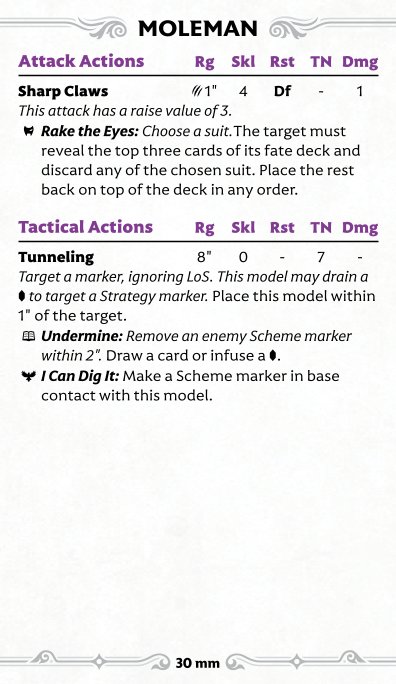 MOLEMAN
Attack Actions Rg Skl Rst TN Dmg
Sharp Claws 1" 4 Df - 1
This attack has a raise value of 3.
Rake the Eyes: Choose a suit. The target must
reveal the top three cards of its fate deck and
discard any of the chosen suit. Place the rest
back on top of the deck in any order.
Tactical Actions Rg Skl Rst TN Dmg
Tunneling 8" 0 - 7 -
Target a marker, ignoring LoS. This model may drain a
to target a Strategy marker. Place this model within
1" of the target.
Undermine: Remove an enemy Scheme marker
within 2". Draw a card or infuse a .
I Can Dig It: Make a Scheme marker in base
contact with this model.
30 mm